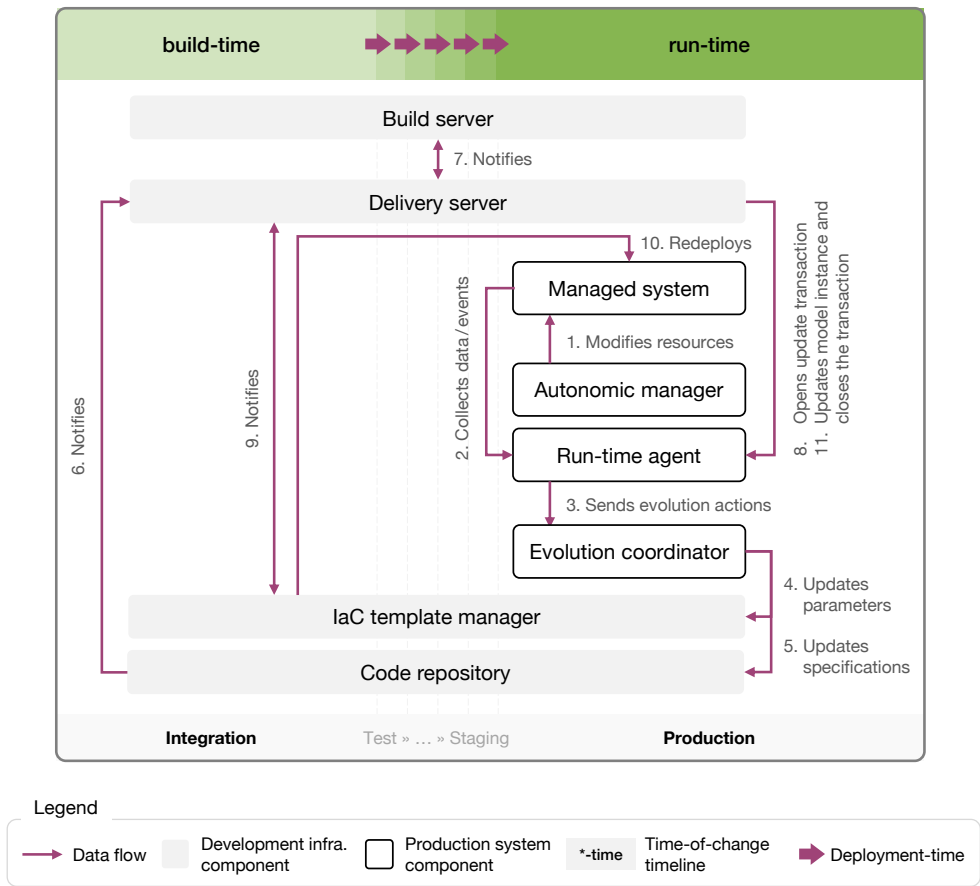 build-time
run-time
Build server
7. Notifies
Delivery server
10. Redeploys
Managed system
1. Modifies resources
Autonomic manager
2. Collects data/events
Run-time agent
8. Opens update transaction
11. Updates model instance and
closes the transaction
3. Sends evolution actions
Evolution coordinator
6. Notifies
9. Notifies
4. Updates
parameters
IaC template manager
5. Updates
specifications
Code repository
Integration
Test » ... » Staging
Production
Legend
Data flow
Development infra.
component
Production system
component
*-time
Time-of-change
timeline
Deployment-time